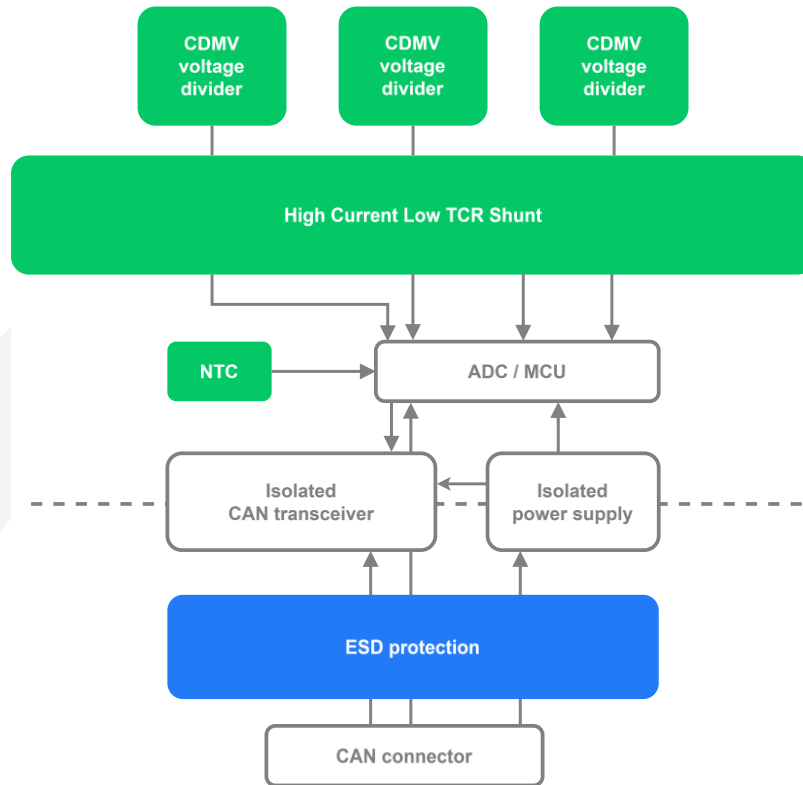 CDMV
voltage
divider
CDMV
voltage
divider
CDMV
voltage
divider
High Current Low TCR Shunt
NTC
ADC / MCU
Isolated
CAN transceiver
Isolated
power supply
ESD protection
CAN connector